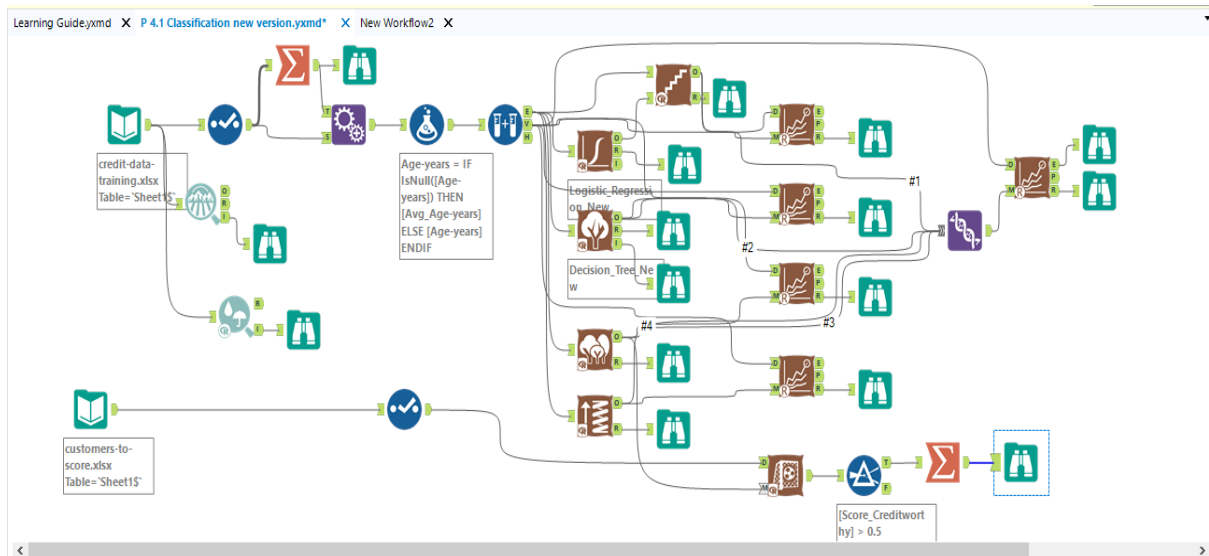 Learning Guide.yxmd X P 4.1 Classification new version.yxmd* X New Workflow2 X
credit-data-
training.xlsx
Table=`Sheet1$`
Age-years = IF
IsNull([Age-
years]) THEN
[Avg_Age-years]
ELSE [Age-years]
ENDIF
T
S
E
V
H
O
R
O
R
I
Logistic_Regressi
on_New
O
R
I
Decision_Tree_Ne
w
O
R
O
R
O
R
I
R
I
D
M
E
P
R
D
M
E
P
R
D
M
E
P
R
D
M
E
P
R
#1
#2
#3
#4
D
M
E
P
R
customers-to-
score.xlsx
Table=`Sheet1$`
D
M
T
F
[Score_Creditwort
hy] > 0.5